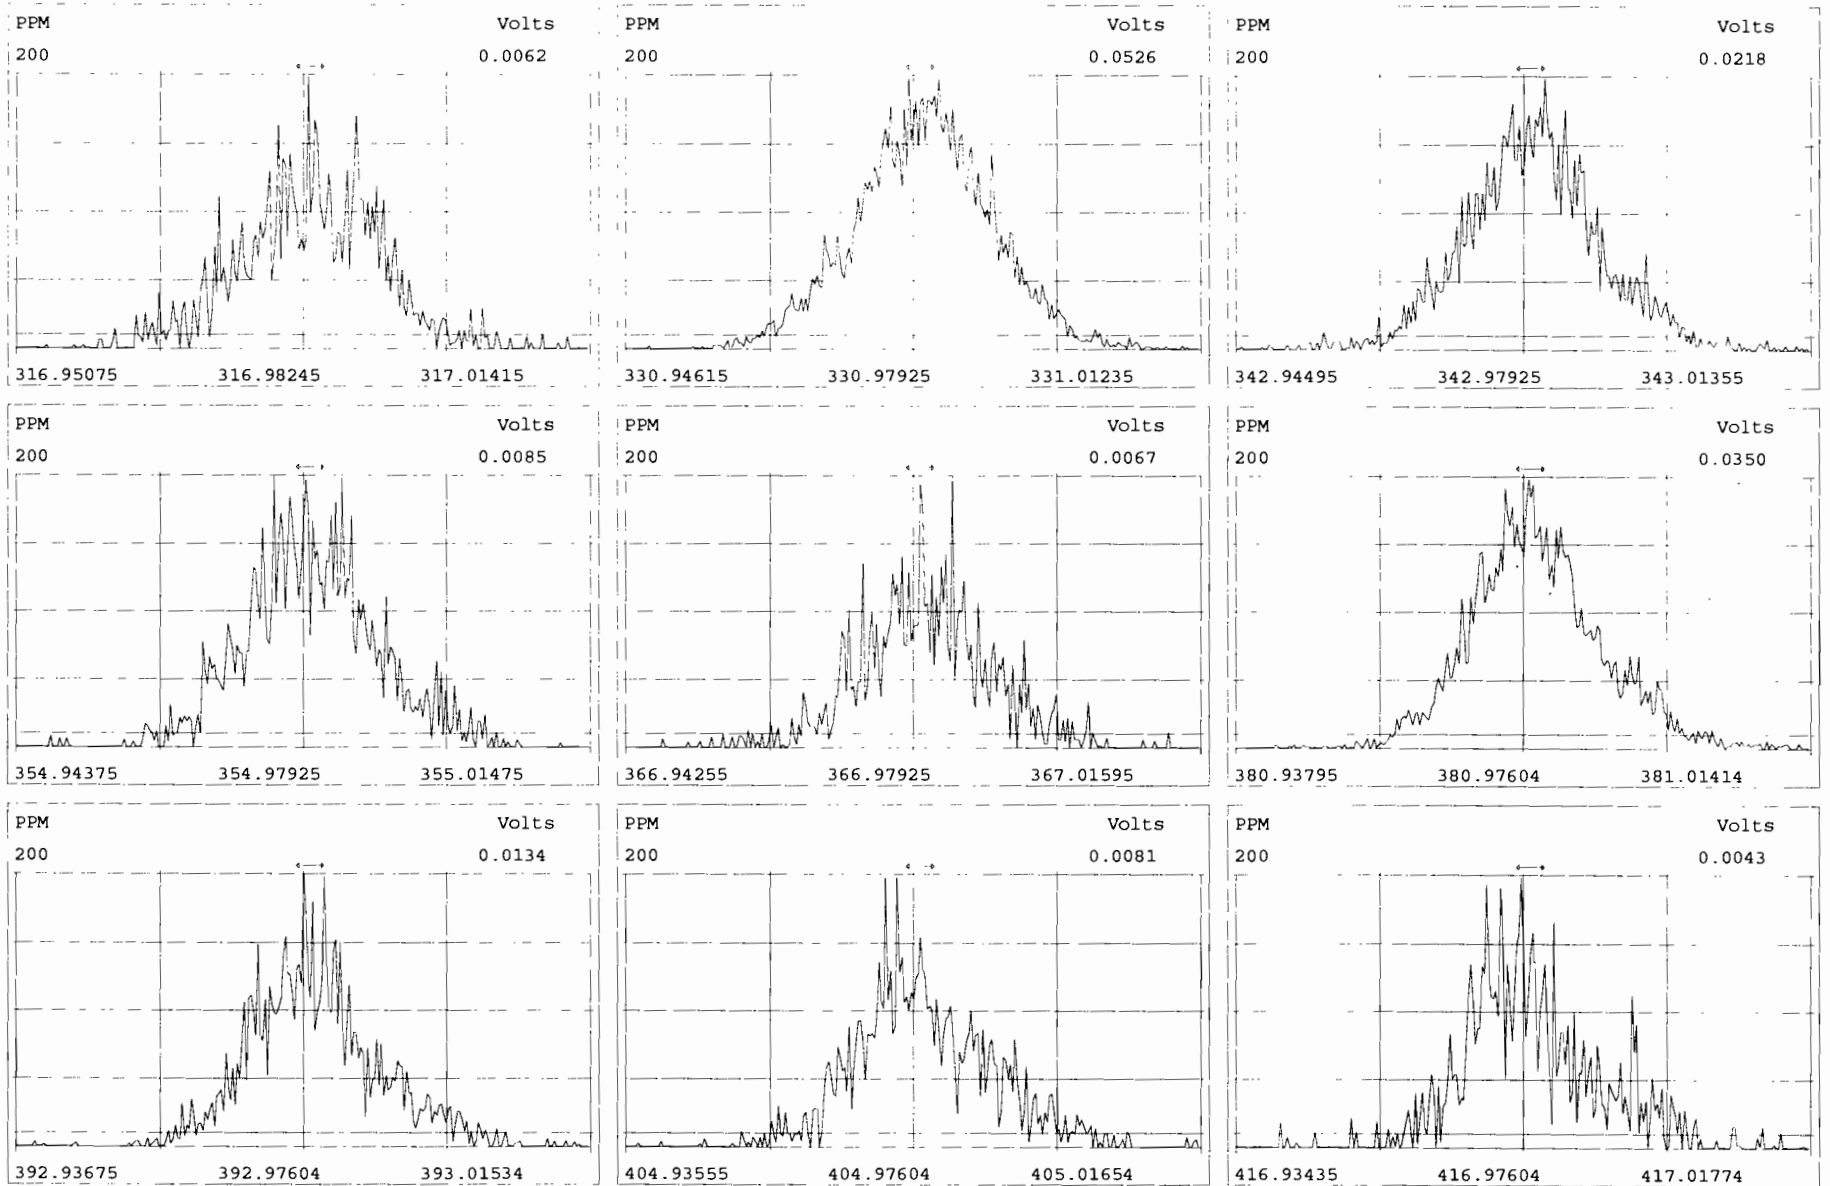 PPM Volts
200 0.0062
316.95075 316.98245 317.01415
PPM Volts
200 0.0526
330.94615 330.97925 331.01235
PPM Volts
200 0.0218
342.94495 342.97925 343.01355
PPM Volts
200 0.0085
354.94375 354.97925 355.01475
PPM Volts
200 0.0067
366.94255 366.97925 367.01595
PPM Volts
200 0.0350
380.93795 380.97604 381.01414
PPM Volts
200 0.0134
392.93675 392.97604 393.01534
PPM Volts
200 0.0081
404.93555 404.97604 405.01654
PPM Volts
200 0.0043
416.93435 416.97604 417.01774